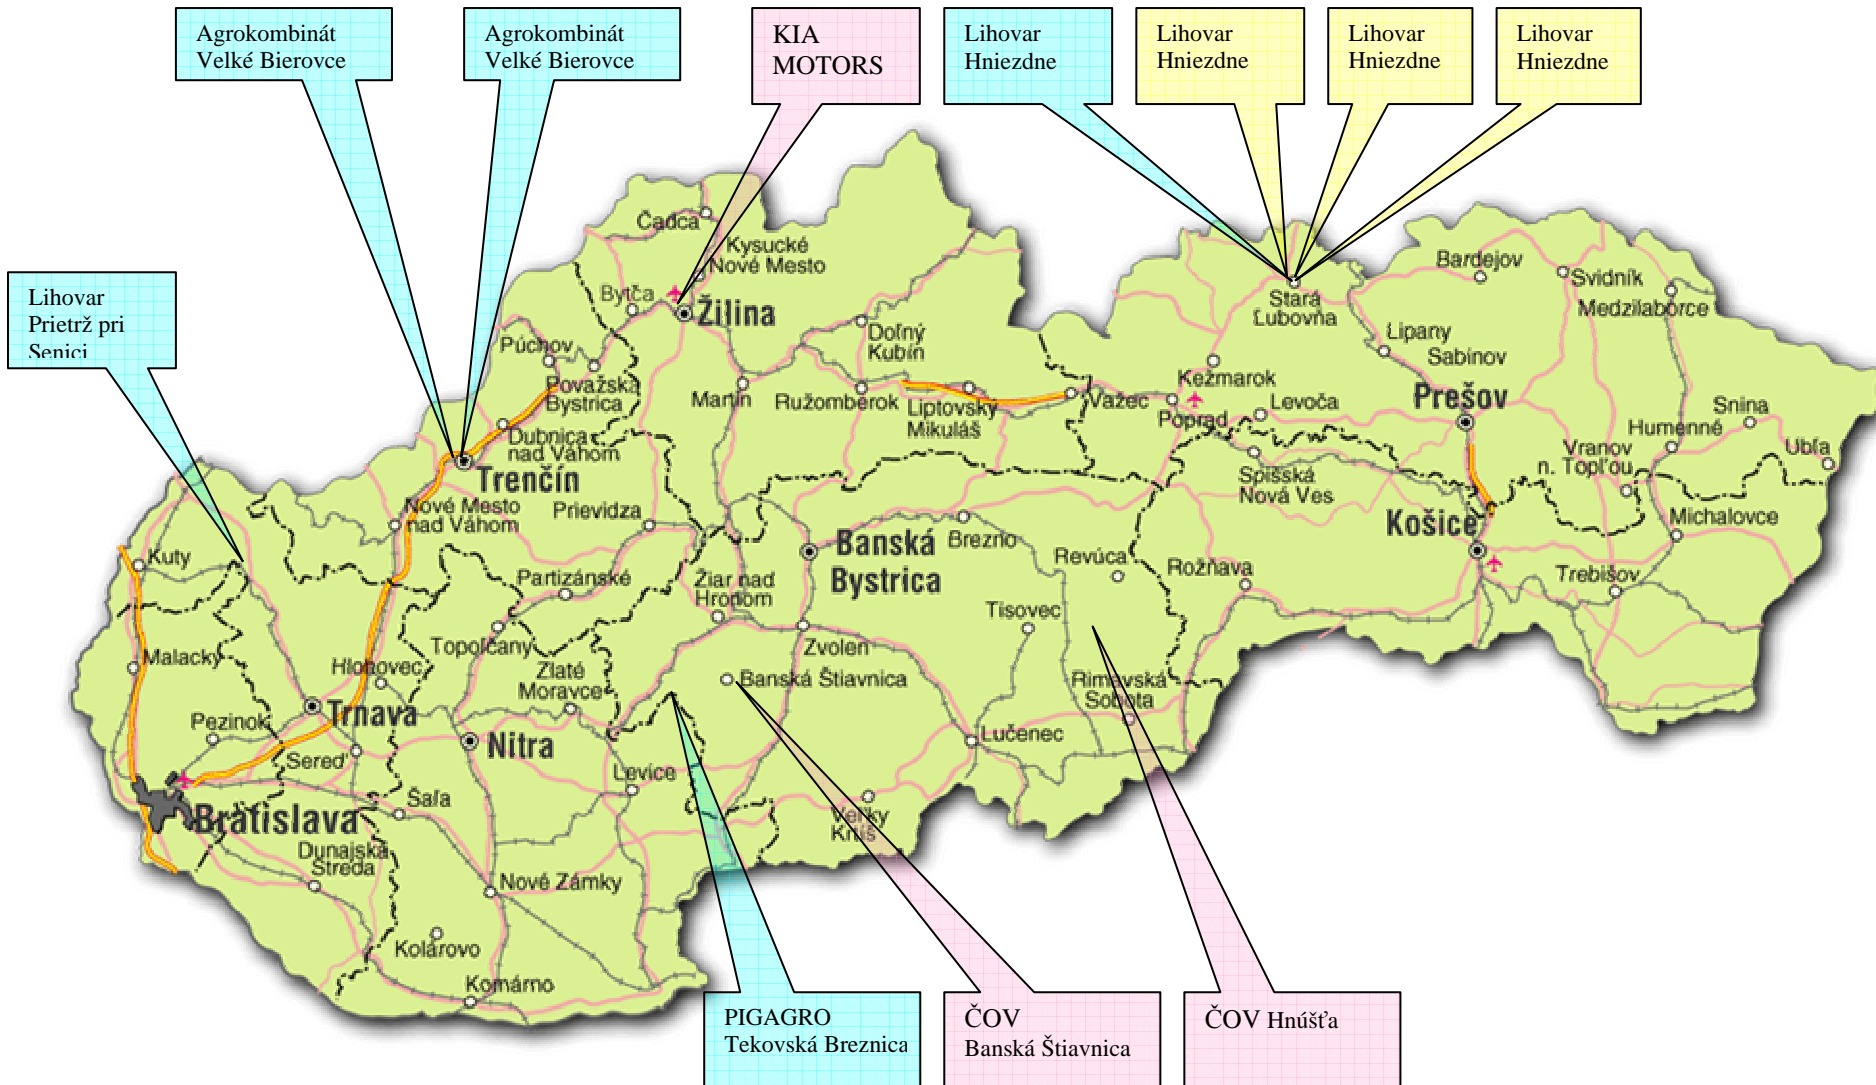 Agrokombinát
Velké Bierovce
Agrokombinát
Velké Bierovce
KIA
MOTORS
Lihovar
Hniezdne
Lihovar
Hniezdne
Lihovar
Hniezdne
Lihovar
Hniezdne
Lihovar
Prietrž pri
Senici
Čadca
Kysucké
Nové Mesto
Bytča
Žilina
Púchov
Považská
Bystrica
Dubnica
nad Váhom
Trenčín
Nové Mesto
nad Váhom
Prievidza
Martin
Ružomberok
Doľný
Kubín
Liptovský
Mikuláš
Važec
Kežmarok
Poprad
Levoča
Spišská
Nová Ves
Stará
Ľubovňa
Lipany
Sabinov
Prešov
Bardejov
Svidník
Medzilaborce
Snina
Humenné
Ubľa
Vranov
n. Topľou
Michalovce
Košice
Trebišov
Rožňava
Revúca
Brezno
Banská
Bystrica
Tisovec
Žiar nad
Hronom
Partizánské
Topoľčany
Zlaté
Moravce
Zvolen
Banská Štiavnica
Rimavská
Sobota
Lučenec
Veľky
Krtíš
Levice
Nitra
Hlohovec
Trnava
Sereď
Šaľa
Kuty
Malacky
Pezinok
Bratislava
Dunajská
Streda
Nové Zámky
Kolárovo
Komárno
PIGAGRO
Tekovská Breznica
ČOV
Banská Štiavnica
ČOV Hnúšťa